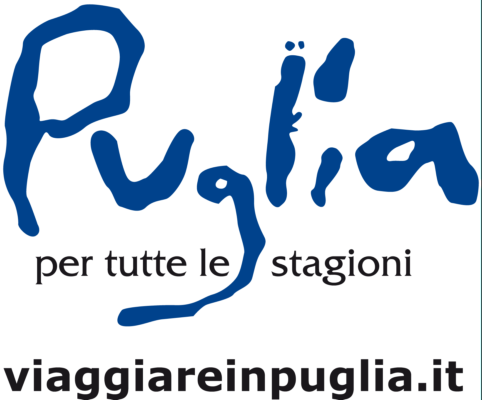 Puglia
per tutte le stagioni
viaggiareinpuglia.it